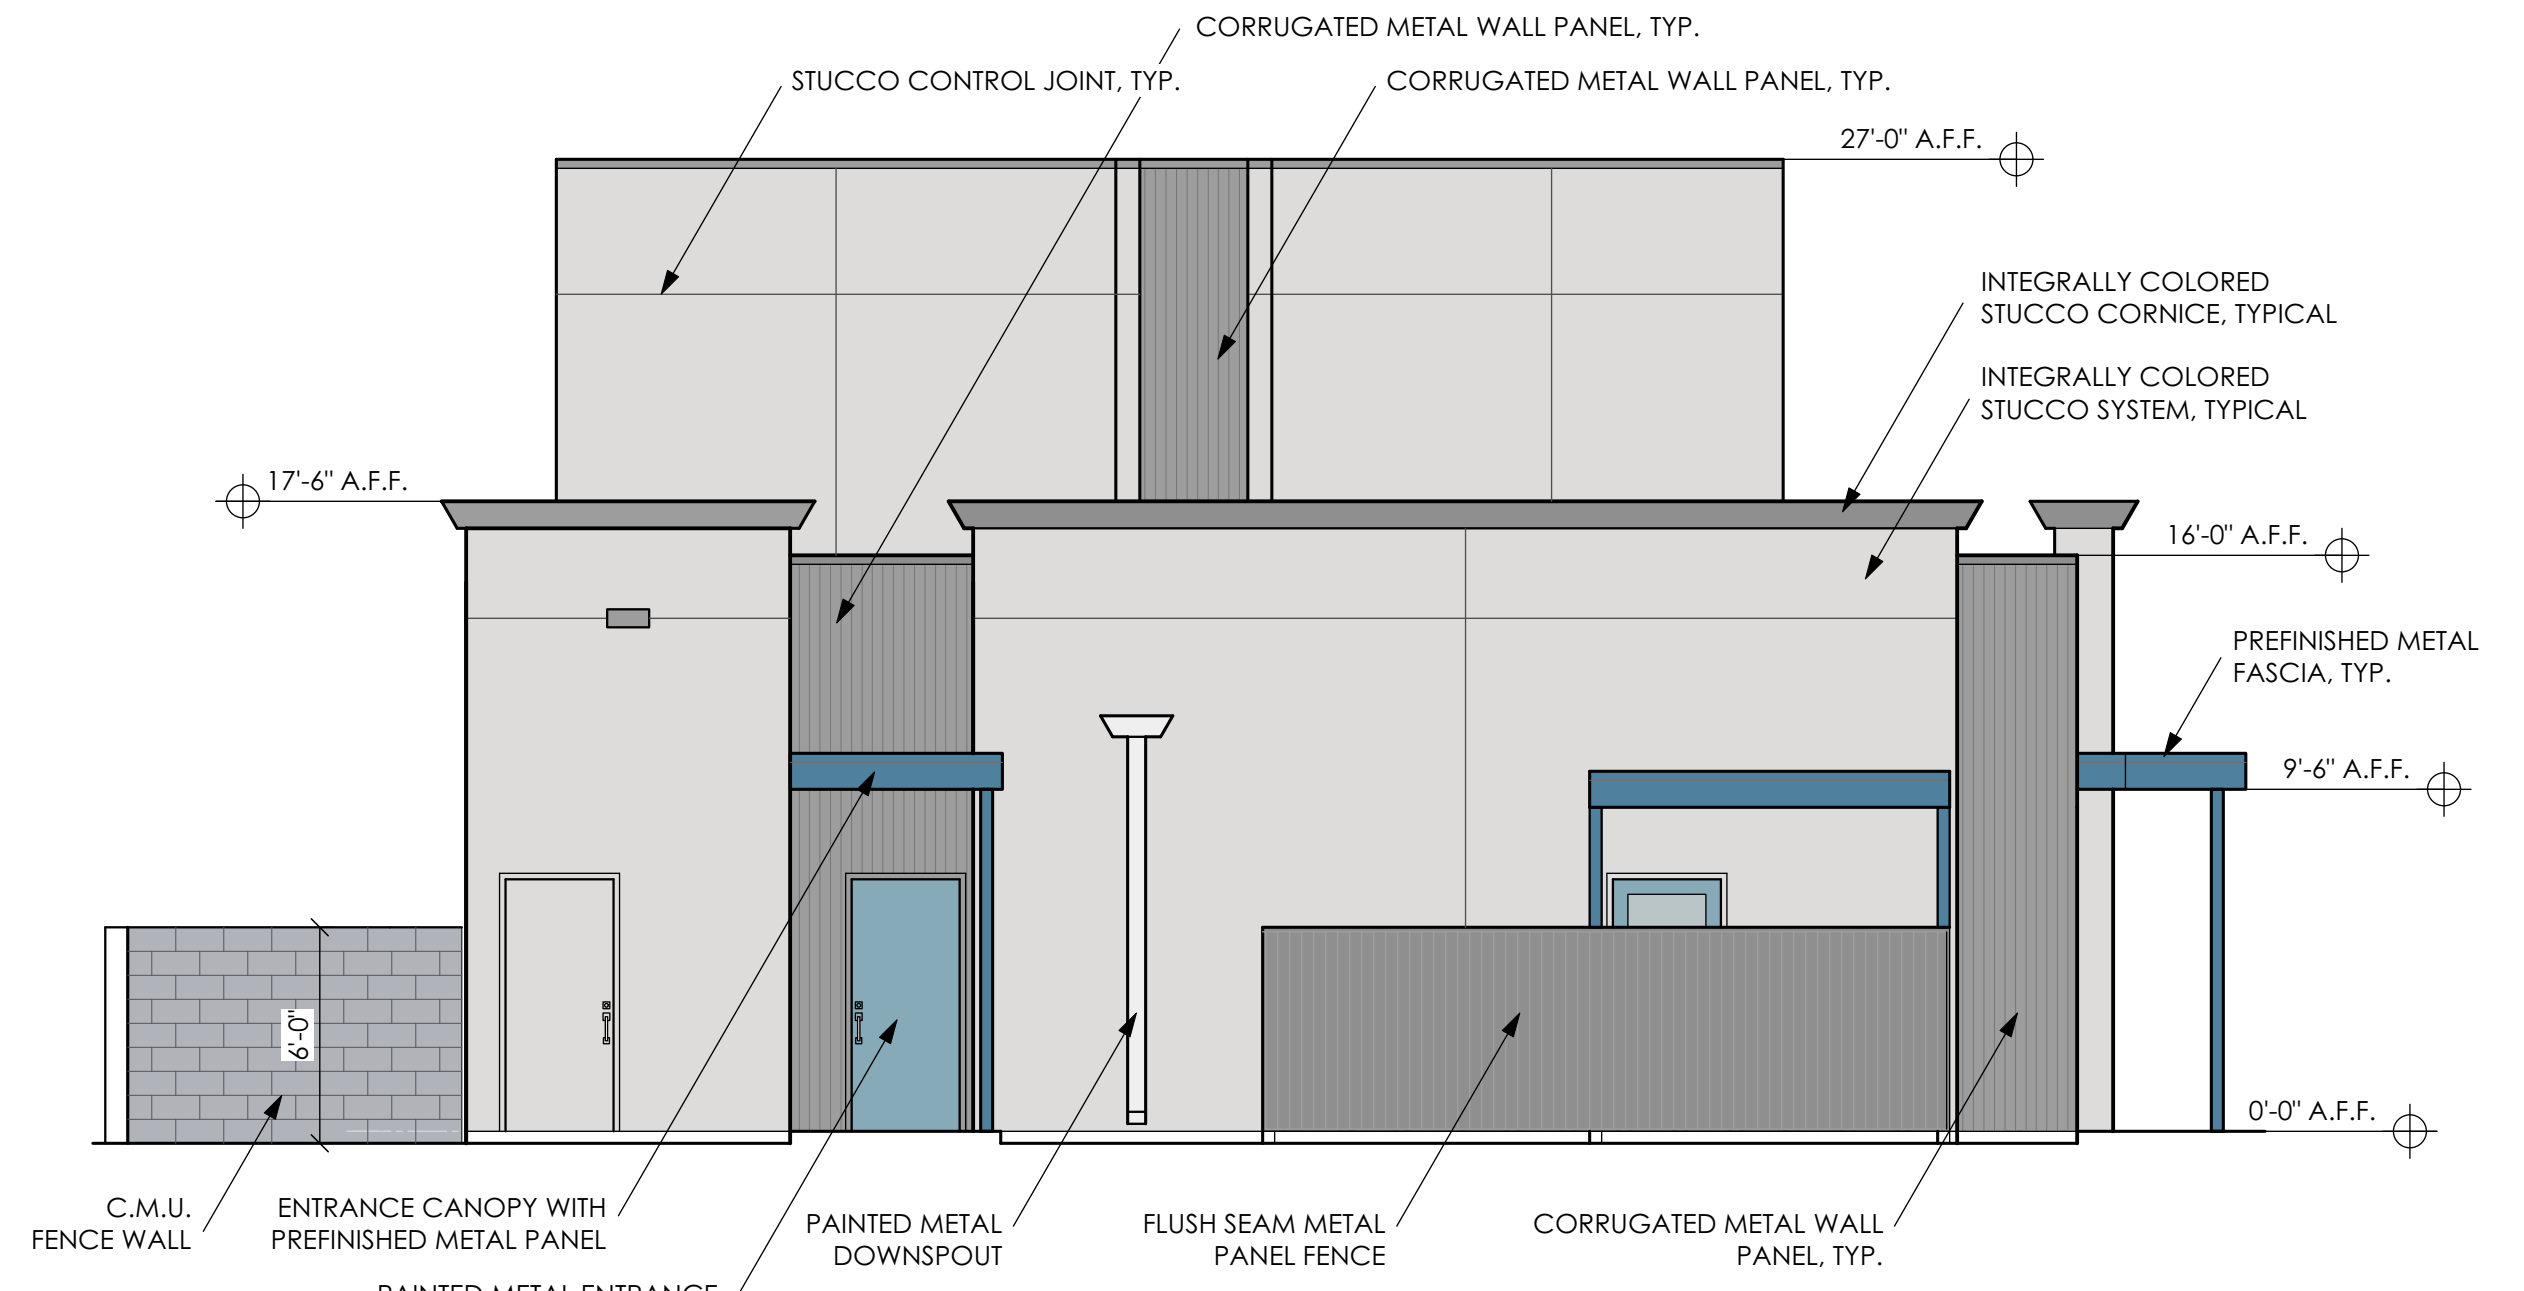 CORRUGATED METAL WALL PANEL, TYP.
STUCCO CONTROL JOINT, TYP.
CORRUGATED METAL WALL PANEL, TYP.
27'-0" A.F.F.
INTEGRALLY COLORED
STUCCO CORNICE, TYPICAL
INTEGRALLY COLORED
STUCCO SYSTEM, TYPICAL
17'-6" A.F.F.
16'-0" A.F.F.
PREFINISHED METAL
FASCIA, TYP.
9'-6" A.F.F.
6'-0"
0'-0" A.F.F.
C.M.U.
FENCE WALL
ENTRANCE CANOPY WITH
PREFINISHED METAL PANEL
PAINTED METAL
DOWNSPOUT
FLUSH SEAM METAL
PANEL FENCE
CORRUGATED METAL WALL
PANEL, TYP.
PAINTED METAL ENTRANCE